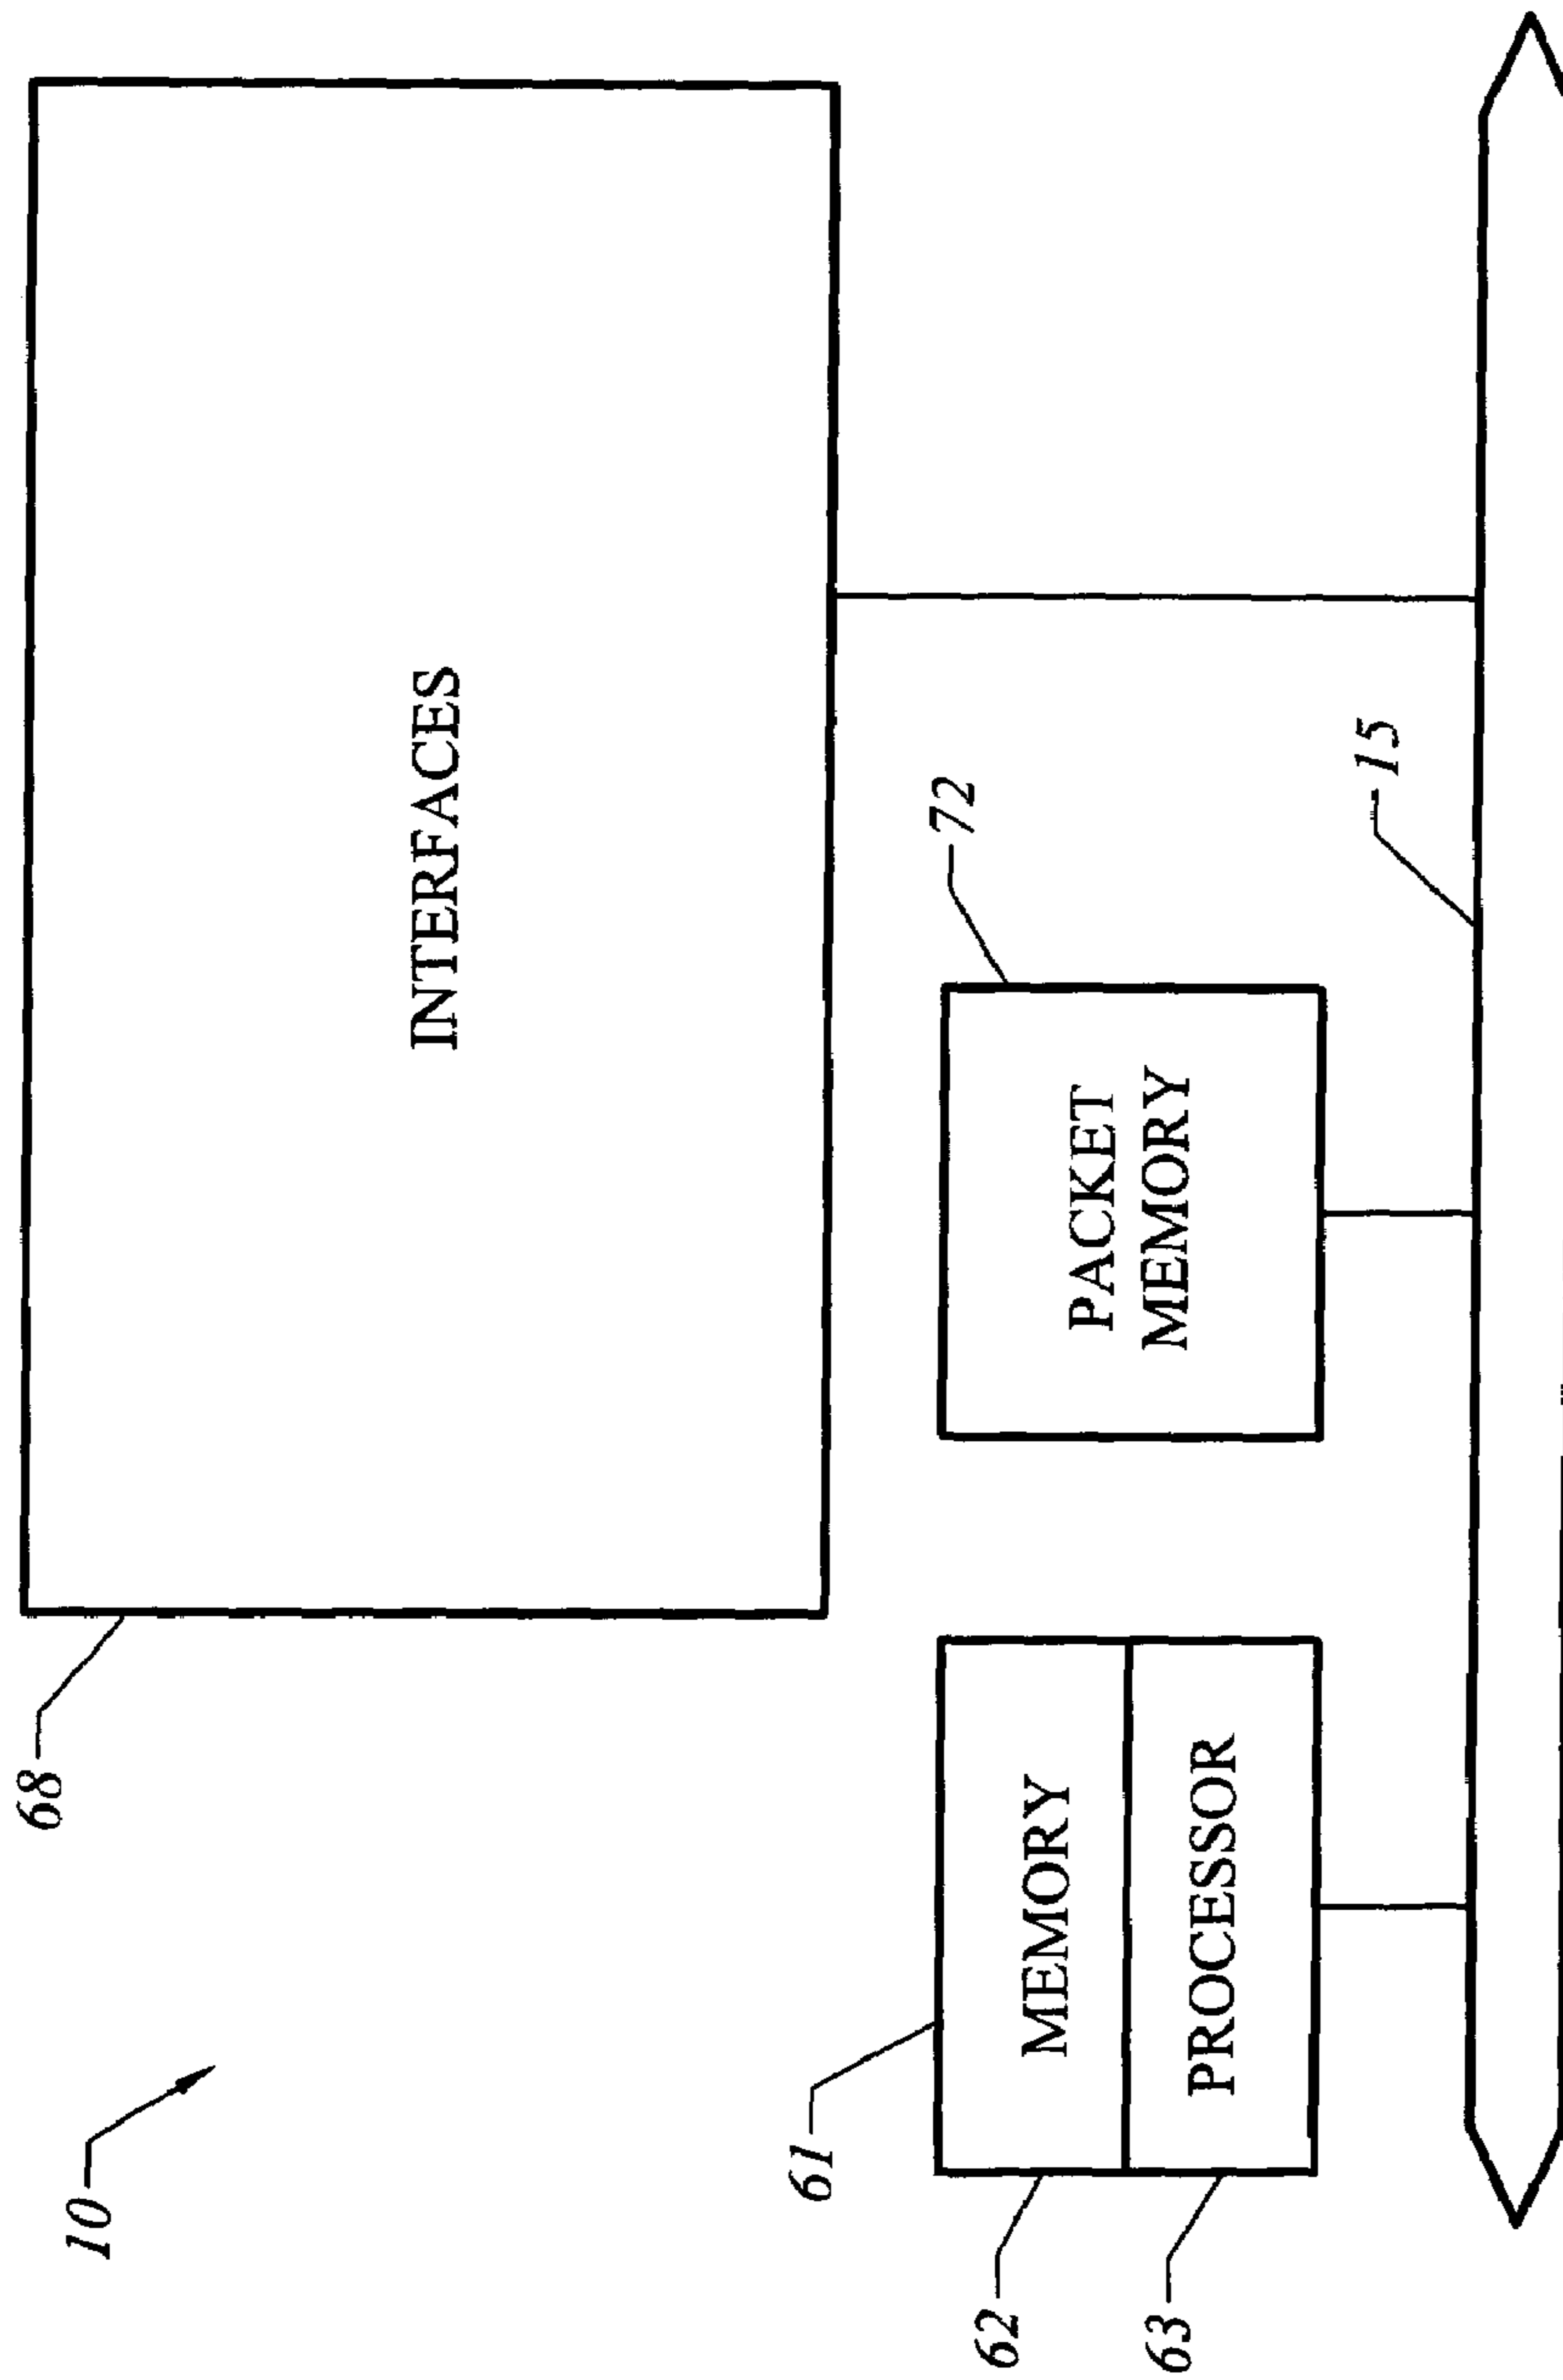 10
68
INTERFACES
61
62
63
MEMORY
PROCESSOR
72
PACKET
MEMORY
15